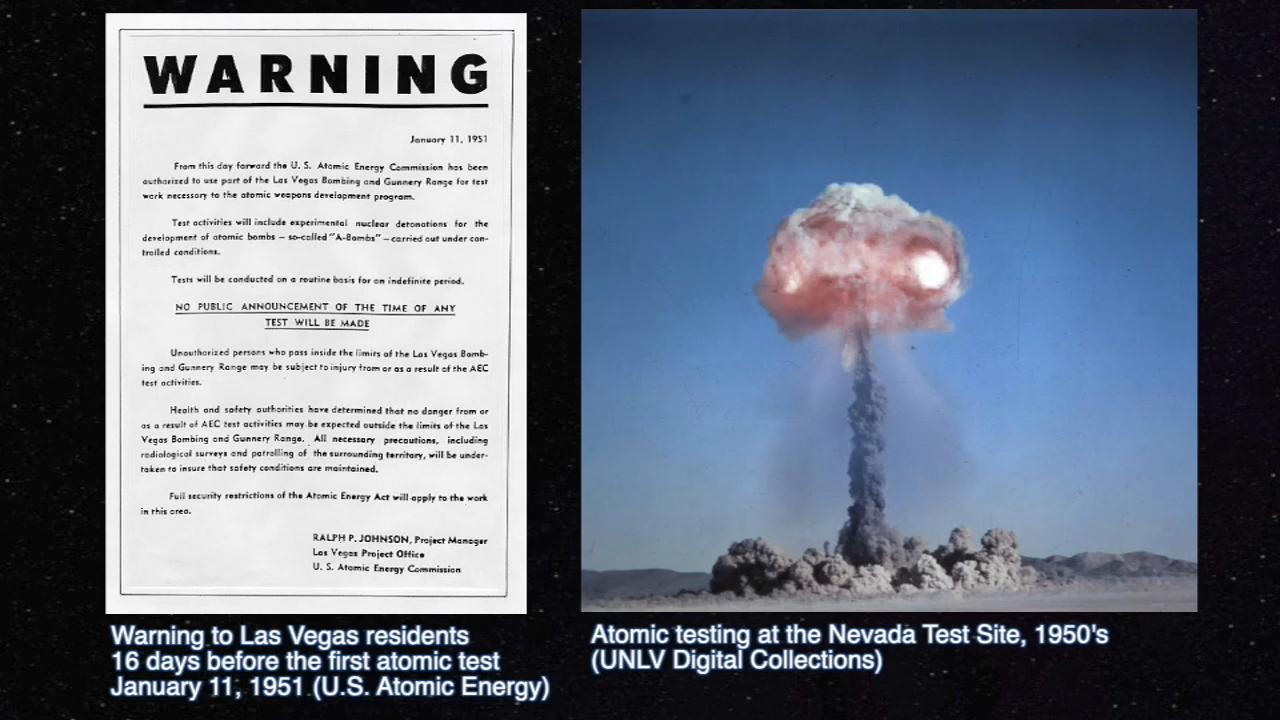 WARNING
January 11, 1951
From this day forward the U. S. Atomic Energy Commission has been
authorized to use part of the Las Vegas Bombing and Gunnery Range for test
work necessary to the atomic weapons development program.
Test activities will include experimental nuclear detonations for the
development of atomic bombs — so-called "A-Bombs" — carried out under con-
trolled conditions.
Tests will be conducted on a routine basis for an indefinite period.
NO PUBLIC ANNOUNCEMENT OF THE TIME OF ANY
TEST WILL BE MADE
Unauthorized persons who pass inside the limits of the Las Vegas Bomb-
ing and Gunnery Range may be subject to injury from or as a result of the AEC
test activities.
Health and safety authorities have determined that no danger from or
as a result of AEC test activities may be expected outside the limits of the Las
Vegas Bombing and Gunnery Range. All necessary precautions, including
radiological surveys and patrolling of the surrounding territory, will be under-
taken to insure that safety conditions are maintained.
Full security restrictions of the Atomic Energy Act will apply to the work
in this area.
RALPH P. JOHNSON, Project Manager
Las Vegas Project Office
U. S. Atomic Energy Commission
Warning to Las Vegas residents
16 days before the first atomic test
January 11, 1951 (U.S. Atomic Energy)
Atomic testing at the Nevada Test Site, 1950's
(UNLV Digital Collections)